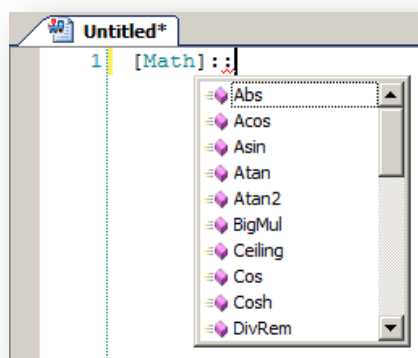 Untitled*
1 [Math]::
Abs
Acos
Asin
Atan
Atan2
BigMul
Ceiling
Cos
Cosh
DivRem